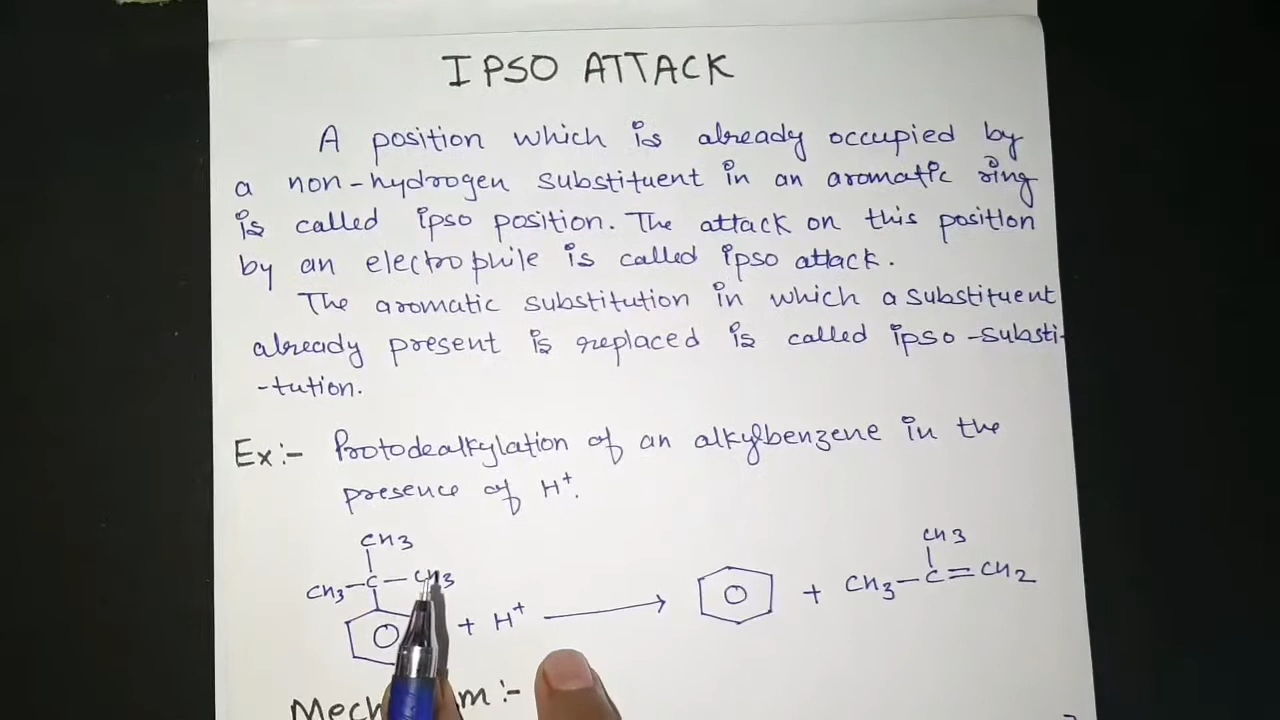 IPSO ATTACK
A position which is already occupied by
a non-hydrogen substituent in an aromatic ring
is called ipso position. The attack on this position
by an electrophile is called ipso attack.
The aromatic substitution in which a substituent
already present is replaced is called ipso-substi-
-tution.
Ex:- Protodealkylation of an alkylbenzene in the
presence of H⁺.
CH3
CH3-C-CH3
+ H⁺
+
CH3
CH3-C=CH2
:-